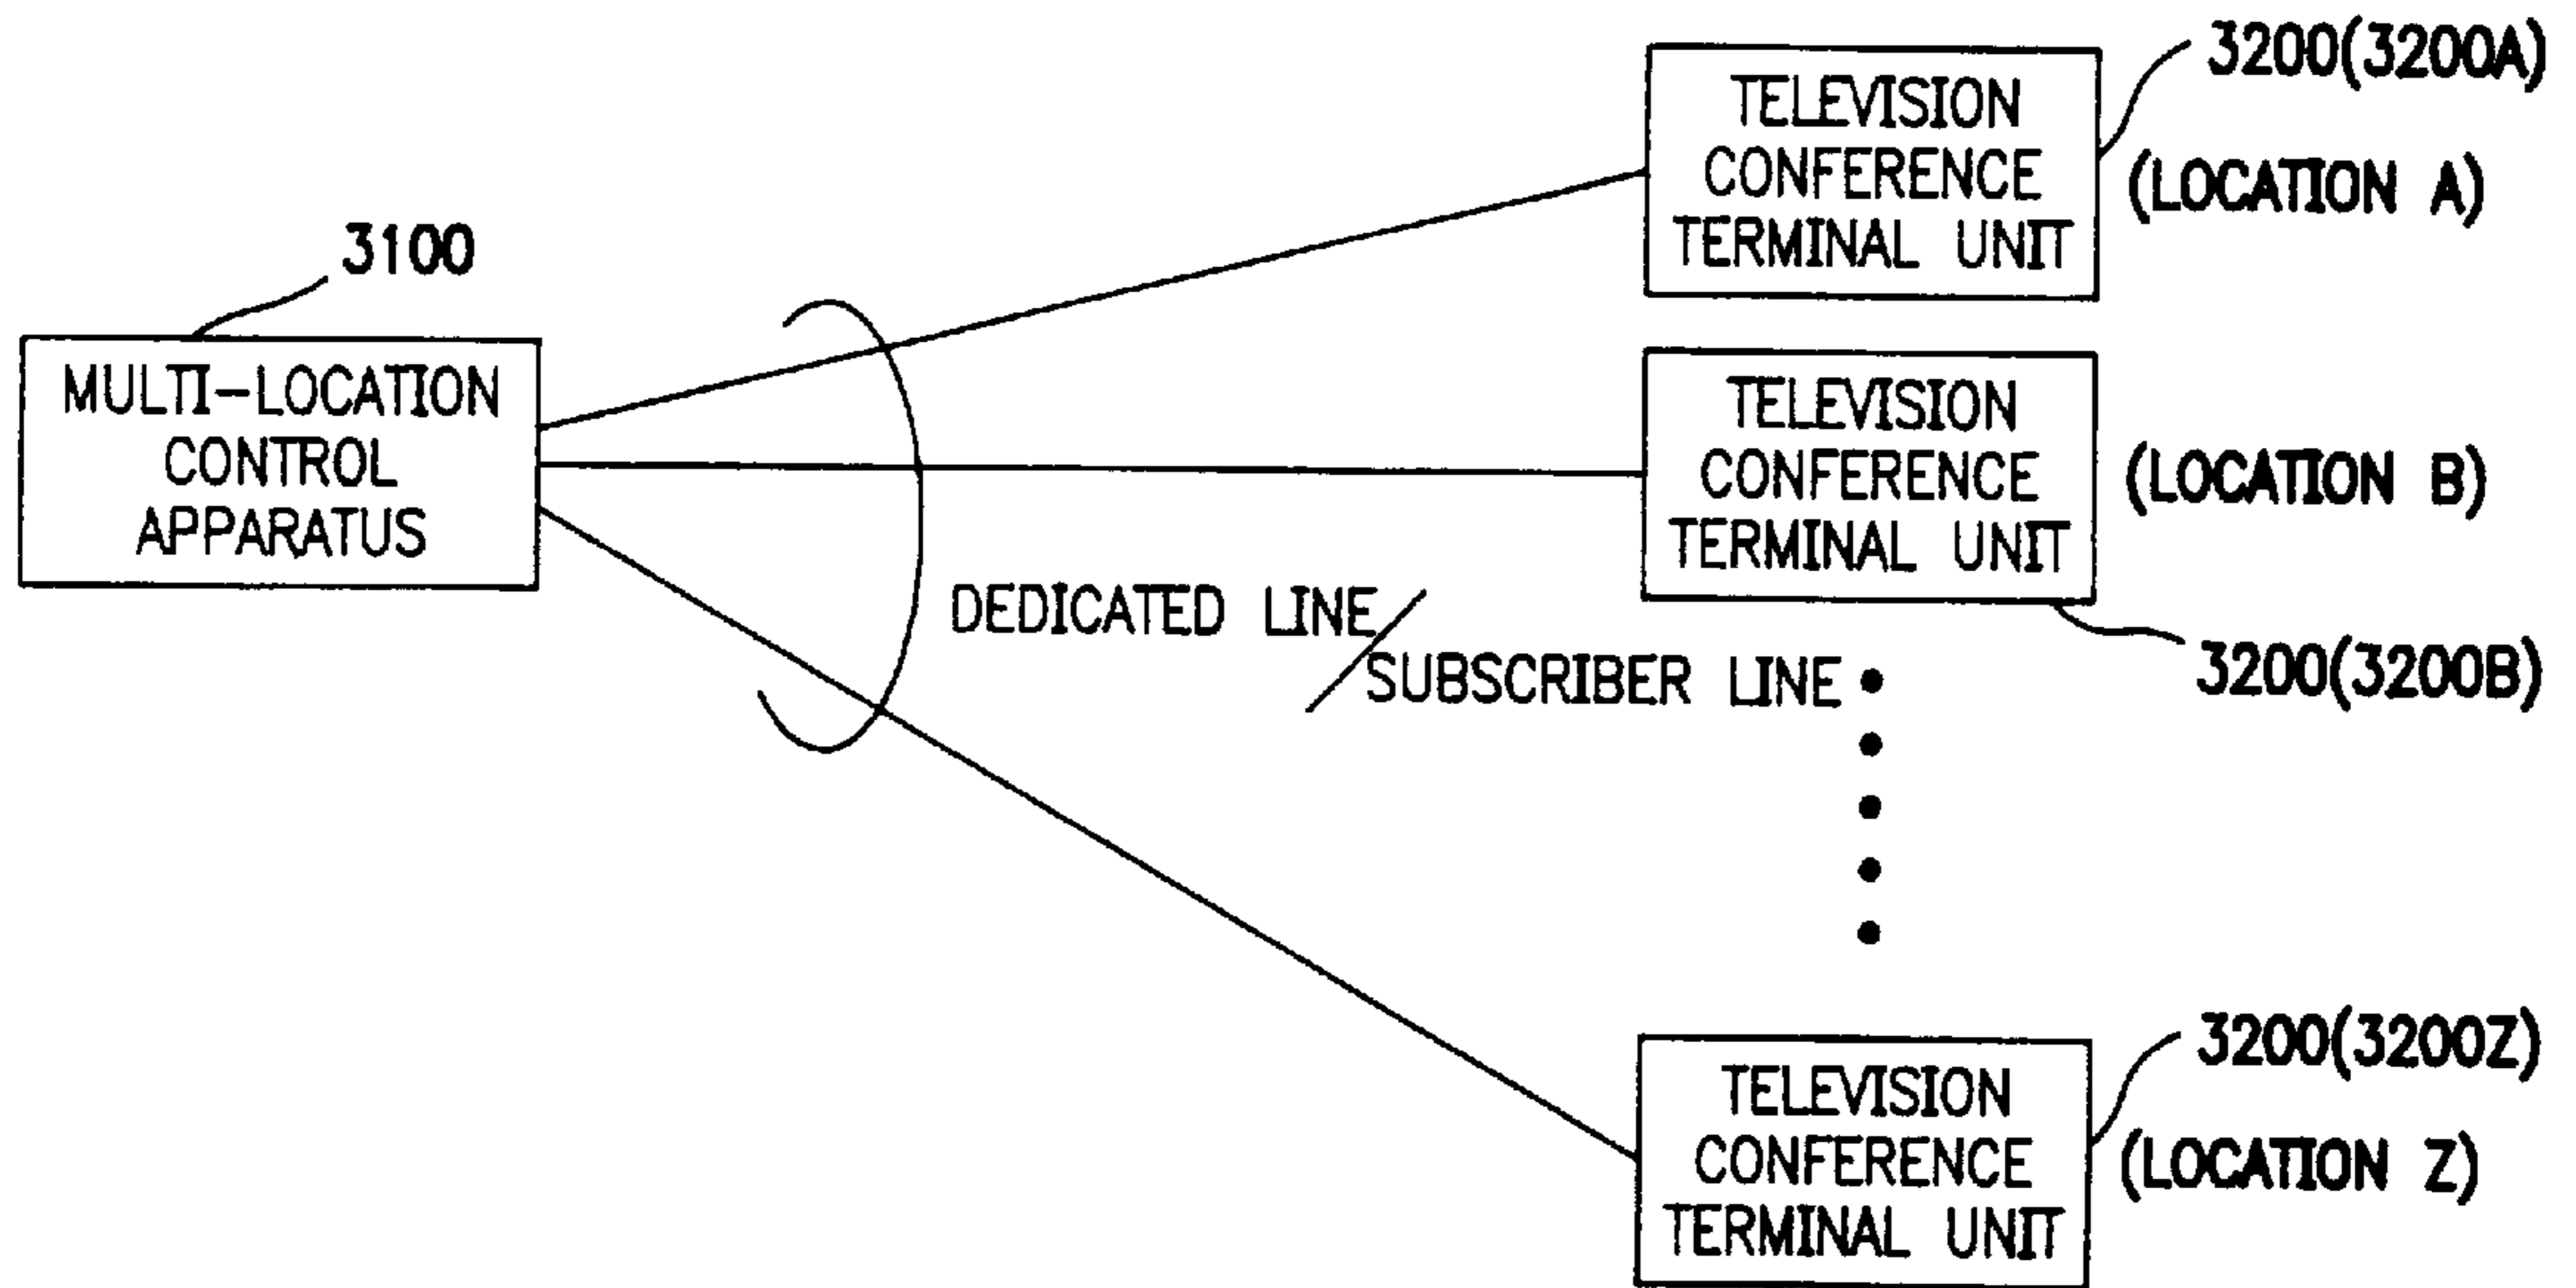 3100
MULTI-LOCATION
CONTROL
APPARATUS
DEDICATED LINE/
SUBSCRIBER LINE
TELEVISION
CONFERENCE
TERMINAL UNIT
3200(3200A)
(LOCATION A)
TELEVISION
CONFERENCE
TERMINAL UNIT
(LOCATION B)
3200(3200B)
TELEVISION
CONFERENCE
TERMINAL UNIT
3200(3200Z)
(LOCATION Z)